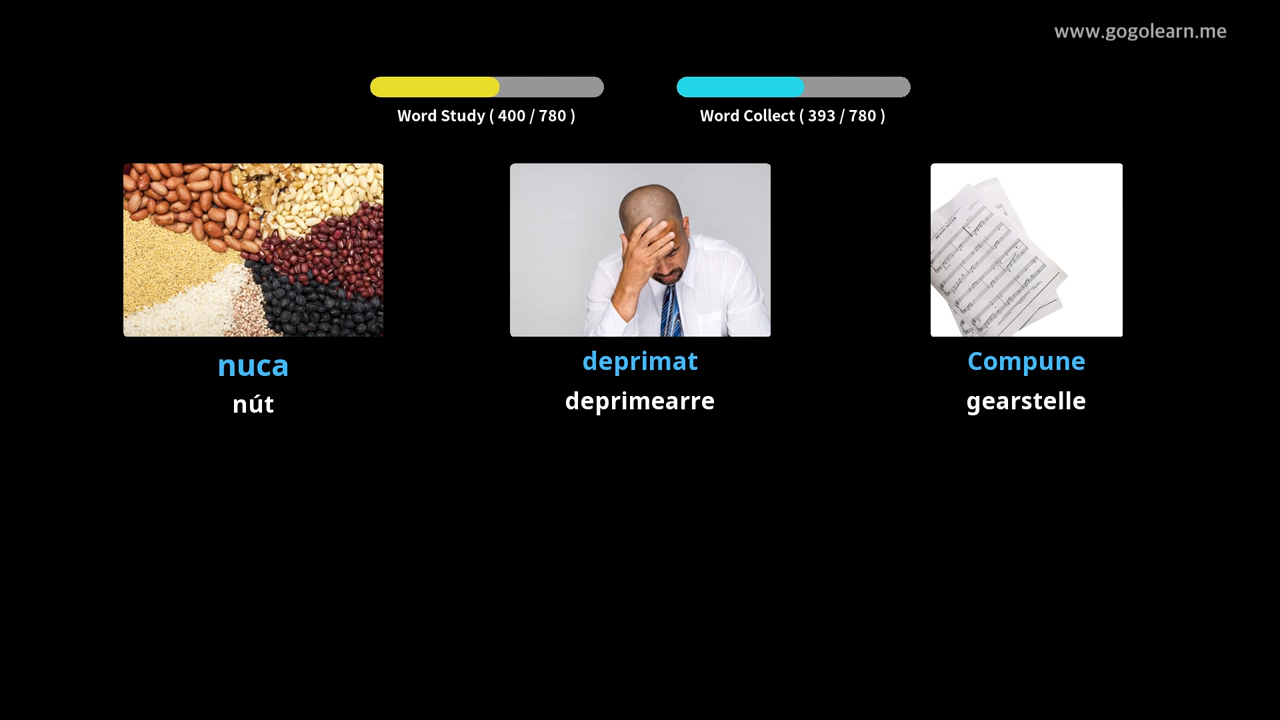 www.gogolearn.me
Word Study ( 400 / 780 )
Word Collect ( 393 / 780 )
nuca
nút
deprimat
deprimearre
Compune
gearstelle